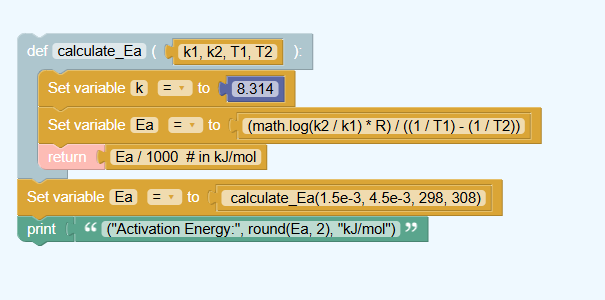 def calculate_Ea ( k1, k2, T1, T2 ):
Set variable k = to 8.314
Set variable Ea = to (math.log(k2 / k1) * R) / ((1 / T1) - (1 / T2))
return Ea / 1000 # in kJ/mol
Set variable Ea = to calculate_Ea(1.5e-3, 4.5e-3, 298, 308)
print “ ("Activation Energy:", round(Ea, 2), "kJ/mol") ”